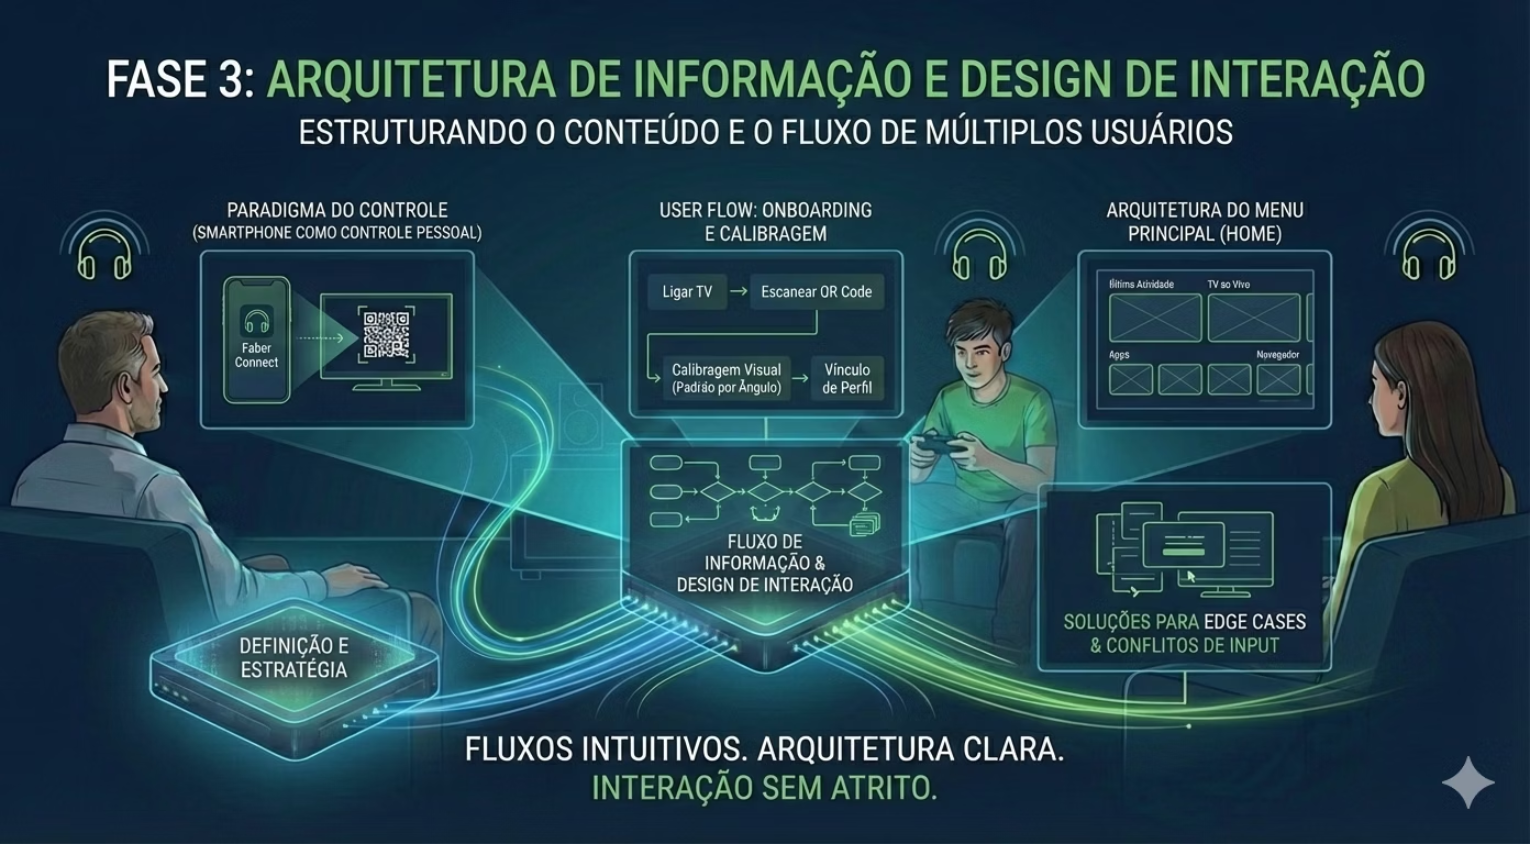 FASE 3: ARQUITETURA DE INFORMAÇÃO E DESIGN DE INTERAÇÃO
ESTRUTURANDO O CONTEÚDO E O FLUXO DE MÚLTIPLOS USUÁRIOS
PARADIGMA DO CONTROLE
(SMARTPHONE COMO CONTROLE PESSOAL)
Faber
Connect
USER FLOW: ONBOARDING
E CALIBRAGEM
Ligar TV
Escanear QR Code
Calibragem Visual
(Padrão por Ângulo)
Vínculo
de Perfil
ARQUITETURA DO MENU
PRINCIPAL (HOME)
Atividade
TV ao Vivo
Apps
Navegador
FLUXO DE
INFORMAÇÃO &
DESIGN DE INTERAÇÃO
DEFINIÇÃO E
ESTRATÉGIA
SOLUÇÕES PARA EDGE CASES
& CONFLITOS DE INPUT
FLUXOS INTUITIVOS. ARQUITETURA CLARA.
INTERAÇÃO SEM ATRITO.